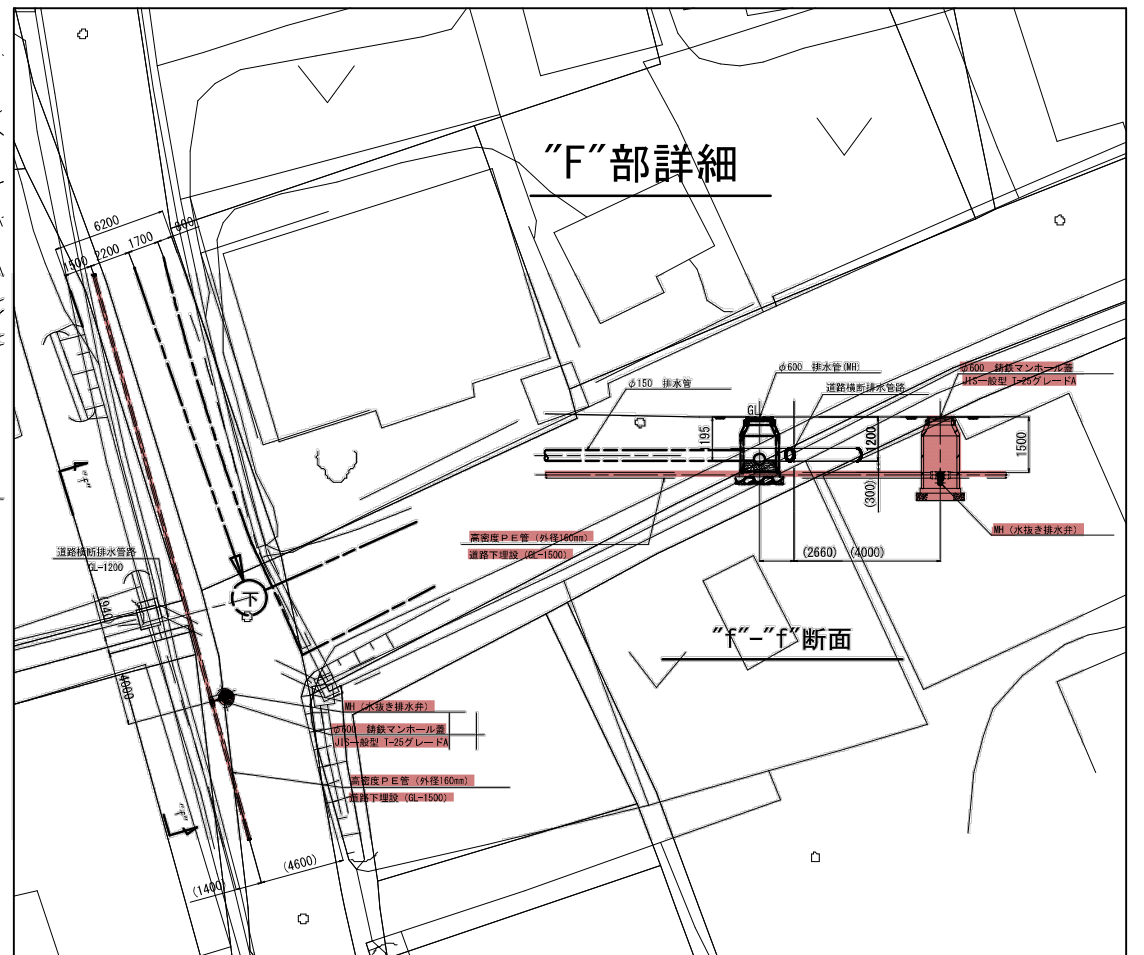 "F"部詳細
6200
1500
2200
1700
800
φ600 排水管(MH)
φ600 鋳鉄マンホール蓋
JIS一般型 T-25グレードA
φ150 排水管
道路横断排水管路
GL
195
1200
(300)
1500
高密度PE管 (外径160mm)
道路下埋設 (GL-1500)
MH (水抜き排水弁)
(2660)
(4000)
"f"-"f"断面
"f"
道路横断排水管路
GL-1200
下
4000
MH (水抜き排水弁)
φ600 鋳鉄マンホール蓋
JIS一般型 T-25グレードA
高密度PE管 (外径160mm)
道路下埋設 (GL-1500)
"f"
(4600)
(1400)